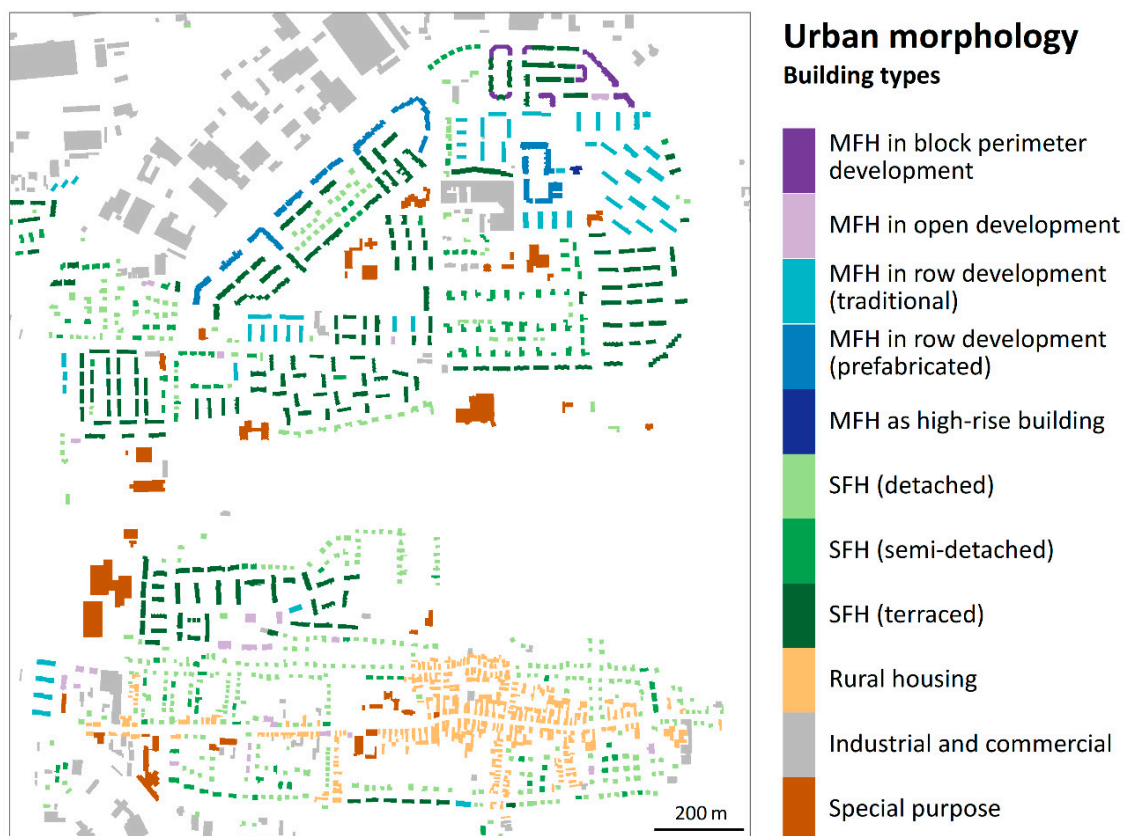 Urban morphology
Building types
MFH in block perimeter
development
MFH in open development
MFH in row development
(traditional)
MFH in row development
(prefabricated)
MFH as high-rise building
SFH (detached)
SFH (semi-detached)
SFH (terraced)
Rural housing
Industrial and commercial
Special purpose
200 m